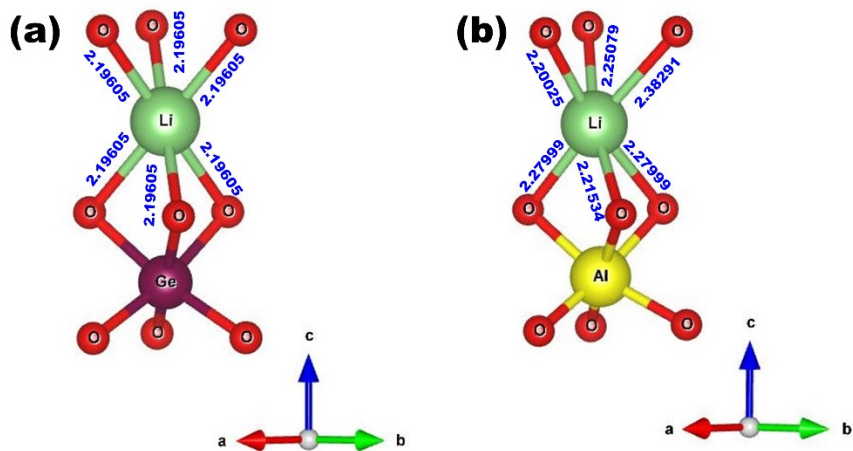 (a)
O O O
2.19605
2.19605
2.19605
Li
2.19605
2.19605
2.19605
O O O
Ge
O O O
c
a b
(b)
O O O
2.20025
2.25079
2.38291
Li
2.27999
2.21534
2.27999
O O O
Al
O O O
c
a b